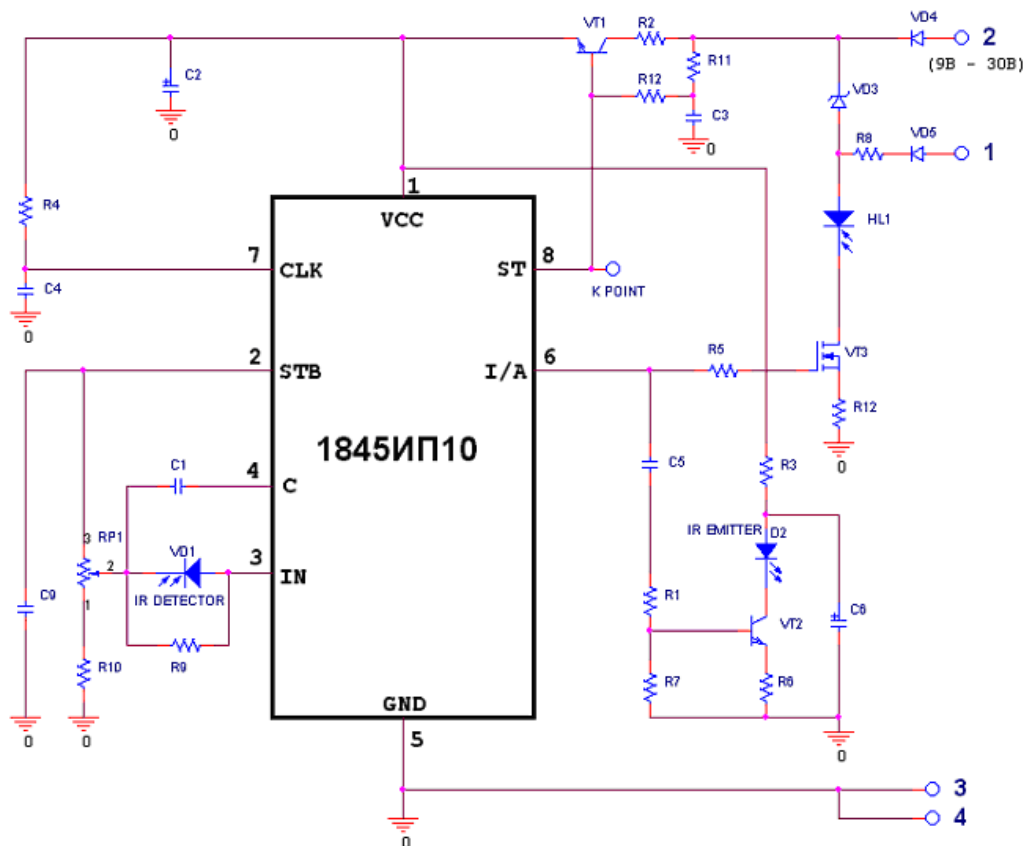 VT1 R2 VD4 2
(9В - 30В)
C2 R11
R12 VD3
C3
0 0
R8 VD5 1
1
R4 VCC HL1
7 CLK ST 8
C4 K POINT
0
2 STB I/A 6 R5 VT3
R12
1845ИП10 0
C1 C5 R3
4 C
3 RP1 IR EMITTER D2
VD1 3
2 IN
C9 1 IR DETECTOR R1 VT2 C6
R10 R9 R7 R6
GND
0 0 5 0
3
4
0